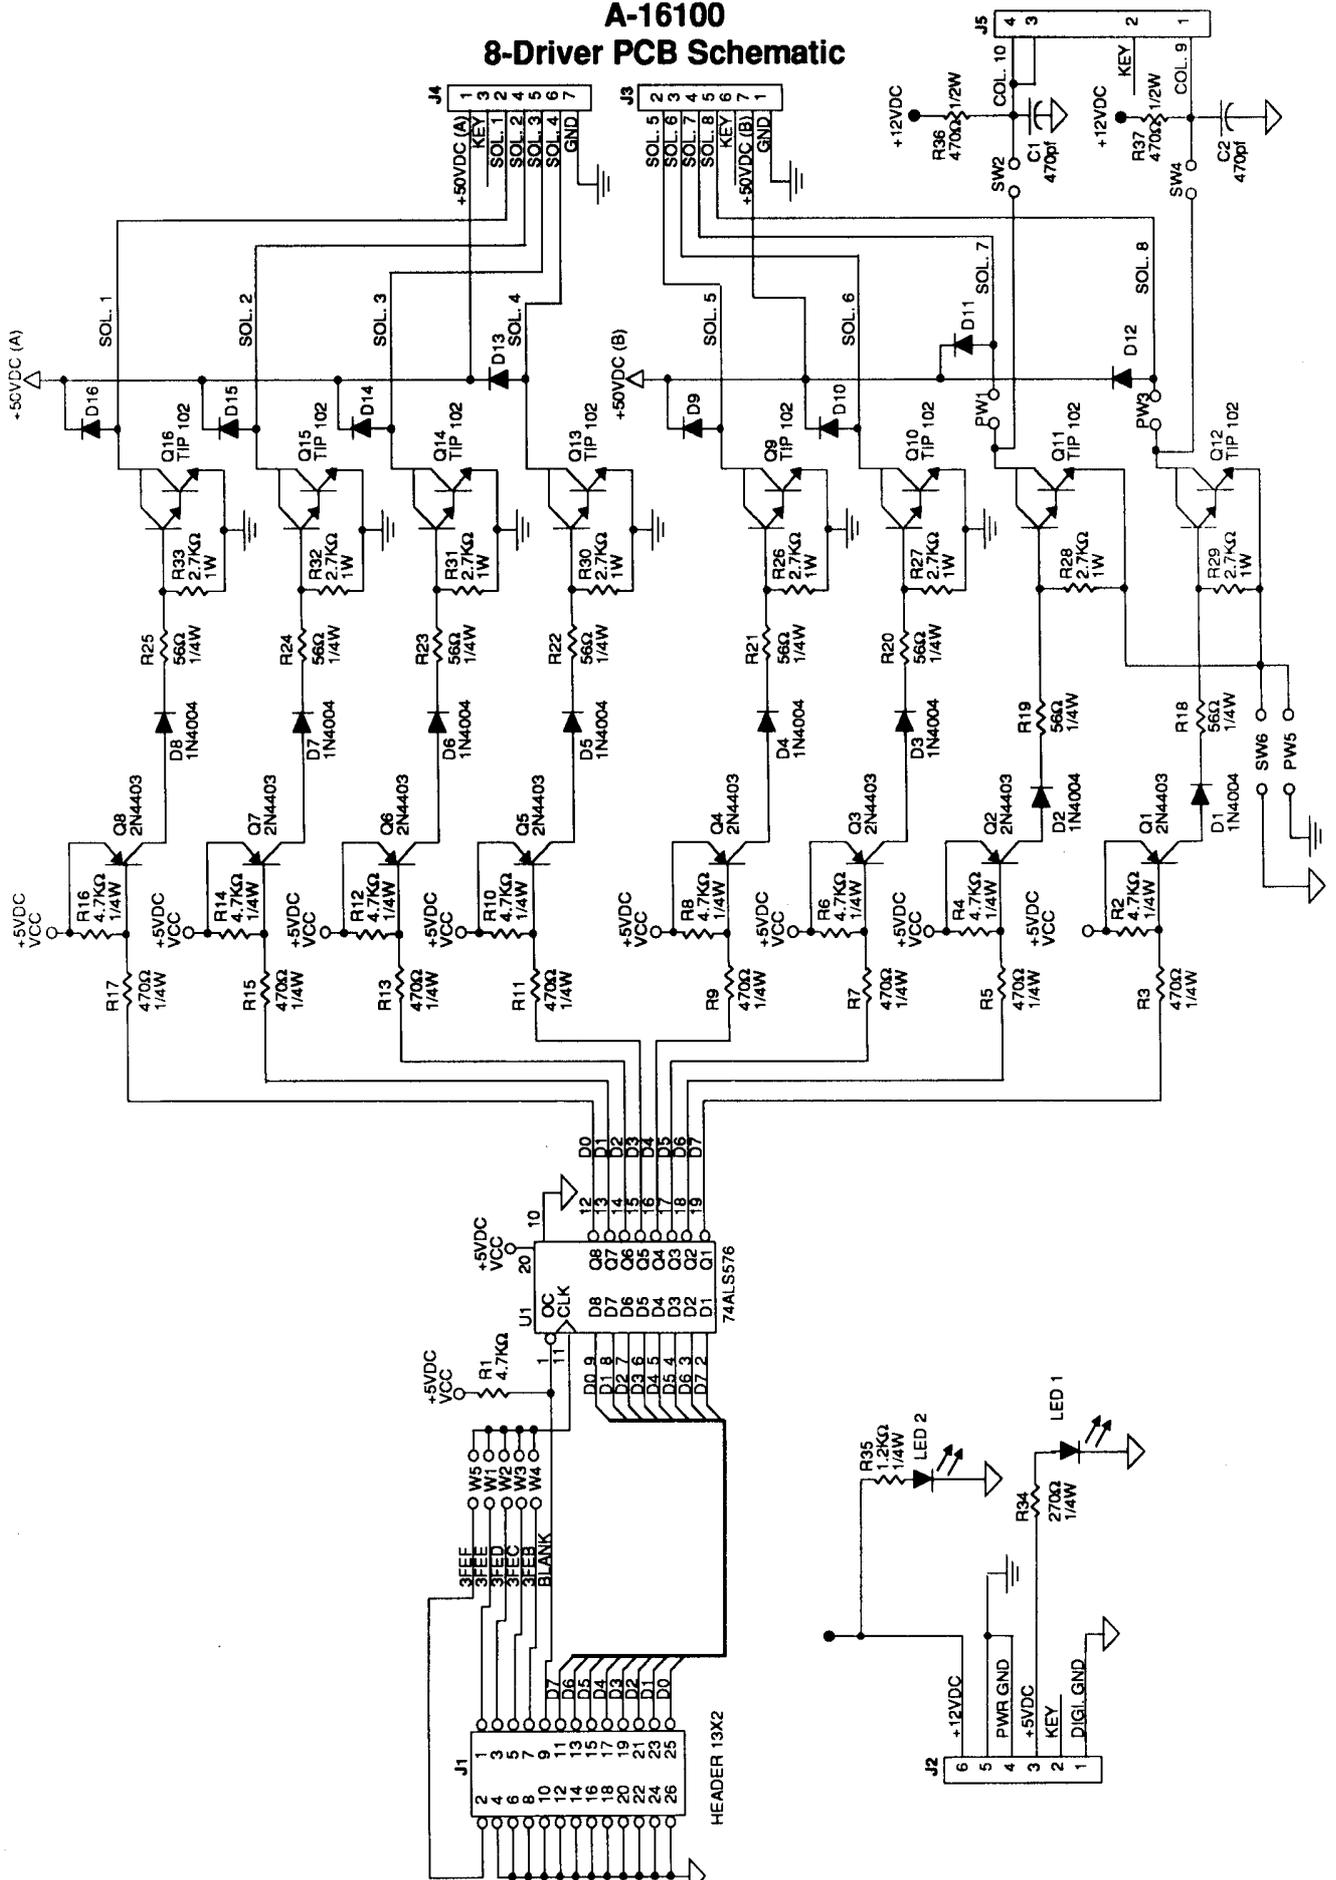 A-16100
8-Driver PCB Schematic
J5
4
3
2
1
COL. 10
KEY
COL. 9
+12VDC
R36
470Ω 1/2W
C1
470pf
SW2
+12VDC
R37
470Ω 1/2W
C2
470pf
SW4
J4
1
3
2
4
5
6
7
+50VDC (A)
KEY
SOL. 1
SOL. 2
SOL. 3
SOL. 4
GND
J3
2
3
4
5
6
7
1
SOL. 5
SOL. 6
SOL. 7
SOL. 8
KEY
+50VDC (B)
GND
+50VDC (A)
SOL. 1
SOL. 2
SOL. 3
SOL. 4
+50VDC (B)
SOL. 5
SOL. 6
SOL. 7
SOL. 8
D16
D15
D14
D13
D9
D10
D11
D12
PW1
PW3
Q16
TIP 102
Q15
TIP 102
Q14
TIP 102
Q13
TIP 102
Q9
TIP 102
Q10
TIP 102
Q11
TIP 102
Q12
TIP 102
R33
2.7KΩ
1W
R32
2.7KΩ
1W
R31
2.7KΩ
1W
R30
2.7KΩ
1W
R26
2.7KΩ
1W
R27
2.7KΩ
1W
R28
2.7KΩ
1W
R29
2.7KΩ
1W
R25
56Ω
1/4W
R24
56Ω
1/4W
R23
56Ω
1/4W
R22
56Ω
1/4W
R21
56Ω
1/4W
R20
56Ω
1/4W
R19
56Ω
1/4W
R18
56Ω
1/4W
D8
1N4004
D7
1N4004
D6
1N4004
D5
1N4004
D4
1N4004
D3
1N4004
D2
1N4004
D1
1N4004
SW6
PW5
Q8
2N4403
Q7
2N4403
Q6
2N4403
Q5
2N4403
Q4
2N4403
Q3
2N4403
Q2
2N4403
Q1
2N4403
+5VDC
VCC
R16
4.7KΩ
1/4W
+5VDC
VCC
R14
4.7KΩ
1/4W
+5VDC
VCC
R12
4.7KΩ
1/4W
+5VDC
VCC
R10
4.7KΩ
1/4W
+5VDC
VCC
R8
4.7KΩ
1/4W
+5VDC
VCC
R6
4.7KΩ
1/4W
+5VDC
VCC
R4
4.7KΩ
1/4W
+5VDC
VCC
R2
4.7KΩ
1/4W
R17
470Ω
1/4W
R15
470Ω
1/4W
R13
470Ω
1/4W
R11
470Ω
1/4W
R9
470Ω
1/4W
R7
470Ω
1/4W
R5
470Ω
1/4W
R3
470Ω
1/4W
D0
D1
D2
D3
D4
D5
D6
D7
12
13
14
15
16
17
18
19
10
+5VDC
VCC
20
U1
OC
CLK
Q8
Q7
Q6
Q5
Q4
Q3
Q2
Q1
D8
D7
D6
D5
D4
D3
D2
D1
74ALS576
1
11
D0 9
D1 8
D2 7
D3 6
D4 5
D5 4
D6 3
D7 2
+5VDC
VCC
R1
4.7KΩ
W5
W1
W2
W3
W4
3FEF
3FEE
3FED
3FEC
3FEB
BLANK
D7
D6
D5
D4
D3
D2
D1
D0
J1
1
3
5
7
9
11
13
15
17
19
21
23
25
2
4
6
8
10
12
14
16
18
20
22
24
26
HEADER 13X2
R35
1.2KΩ
1/4W
LED 2
LED 1
R34
270Ω
1/4W
+12VDC
PWR GND
+5VDC
KEY
DIGI. GND
J2
6
5
4
3
2
1